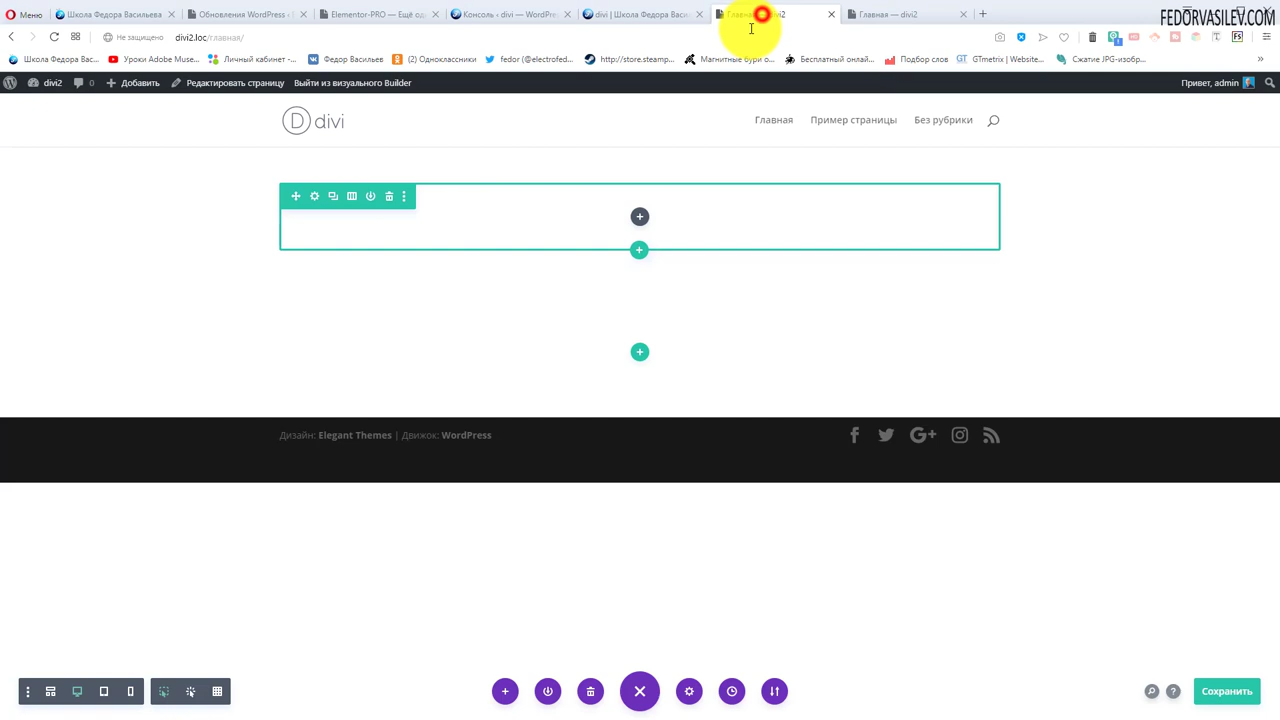 Меню
Школа Федора Васильева
Обновления WordPress ‹
Elementor-PRO — Ещё од
Консоль ‹ divi — WordPre
divi | Школа Федора Васи
Главная — divi2
FEDORVASILEV.COM
Не защищено
divi2.loc/главная/
Школа Федора Вас...
Уроки Adobe Muse...
Личный кабинет -...
Федор Васильев
(2) Одноклассники
fedor (@electrofed...
http://store.steamp...
Магнитные бури о...
Бесплатный онлай...
Подбор слов
GTmetrix | Website...
Сжатие JPG-изобр...
divi2
0
Добавить
Редактировать страницу
Выйти из визуального Builder
Привет, admin
D divi
Главная
Пример страницы
Без рубрики
Дизайн: Elegant Themes | Движок: WordPress
Сохранить